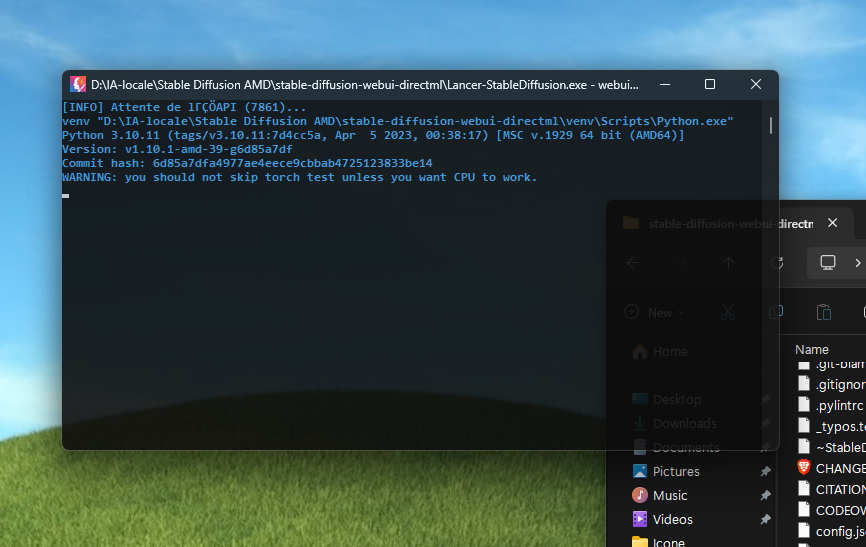 D:\IA-locale\Stable Diffusion AMD\stable-diffusion-webui-directml\Lancer-StableDiffusion.exe - webui...
[INFO] Attente de lΓÇÖAPI (7861)...
venv "D:\IA-locale\Stable Diffusion AMD\stable-diffusion-webui-directml\venv\Scripts\Python.exe"
Python 3.10.11 (tags/v3.10.11:7d4cc5a, Apr  5 2023, 00:38:17) [MSC v.1929 64 bit (AMD64)]
Version: v1.10.1-amd-39-g6d85a7df
Commit hash: 6d85a7dfa4977ae4eece9cbbab4725123833be14
WARNING: you should not skip torch test unless you want CPU to work.
stable-diffusion-webui-directm
New
Home
Desktop
Downloads
Documents
Pictures
Music
Videos
Icone
Name
.git-blam
.gitignor
.pylintrc
_typos.to
~StableD
CHANGE
CITATION
CODEOW
config.js